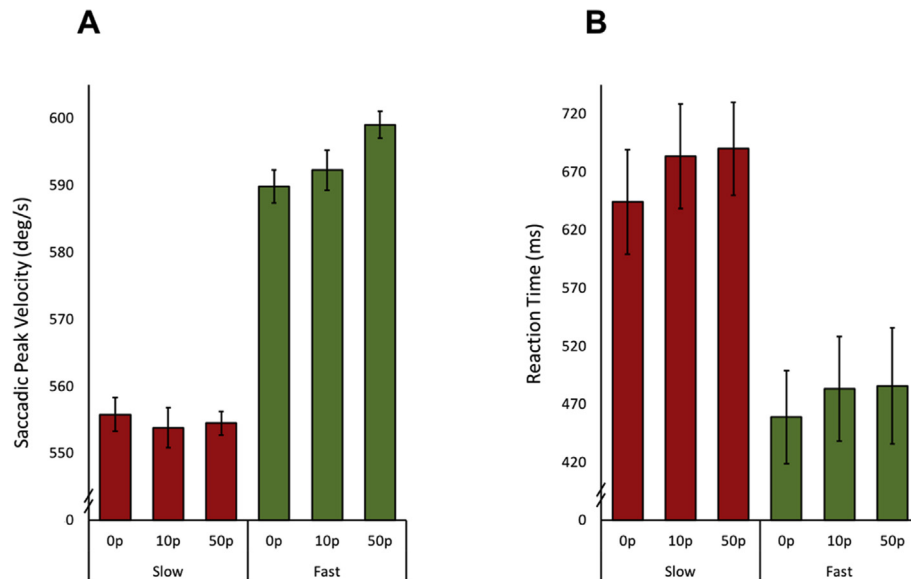 A
Saccadic Peak Velocity (deg/s)
600
590
580
570
560
550
0
0p 10p 50p 0p 10p 50p
Slow Fast
B
Reaction Time (ms)
720
670
620
570
520
470
420
0
0p 10p 50p 0p 10p 50p
Slow Fast